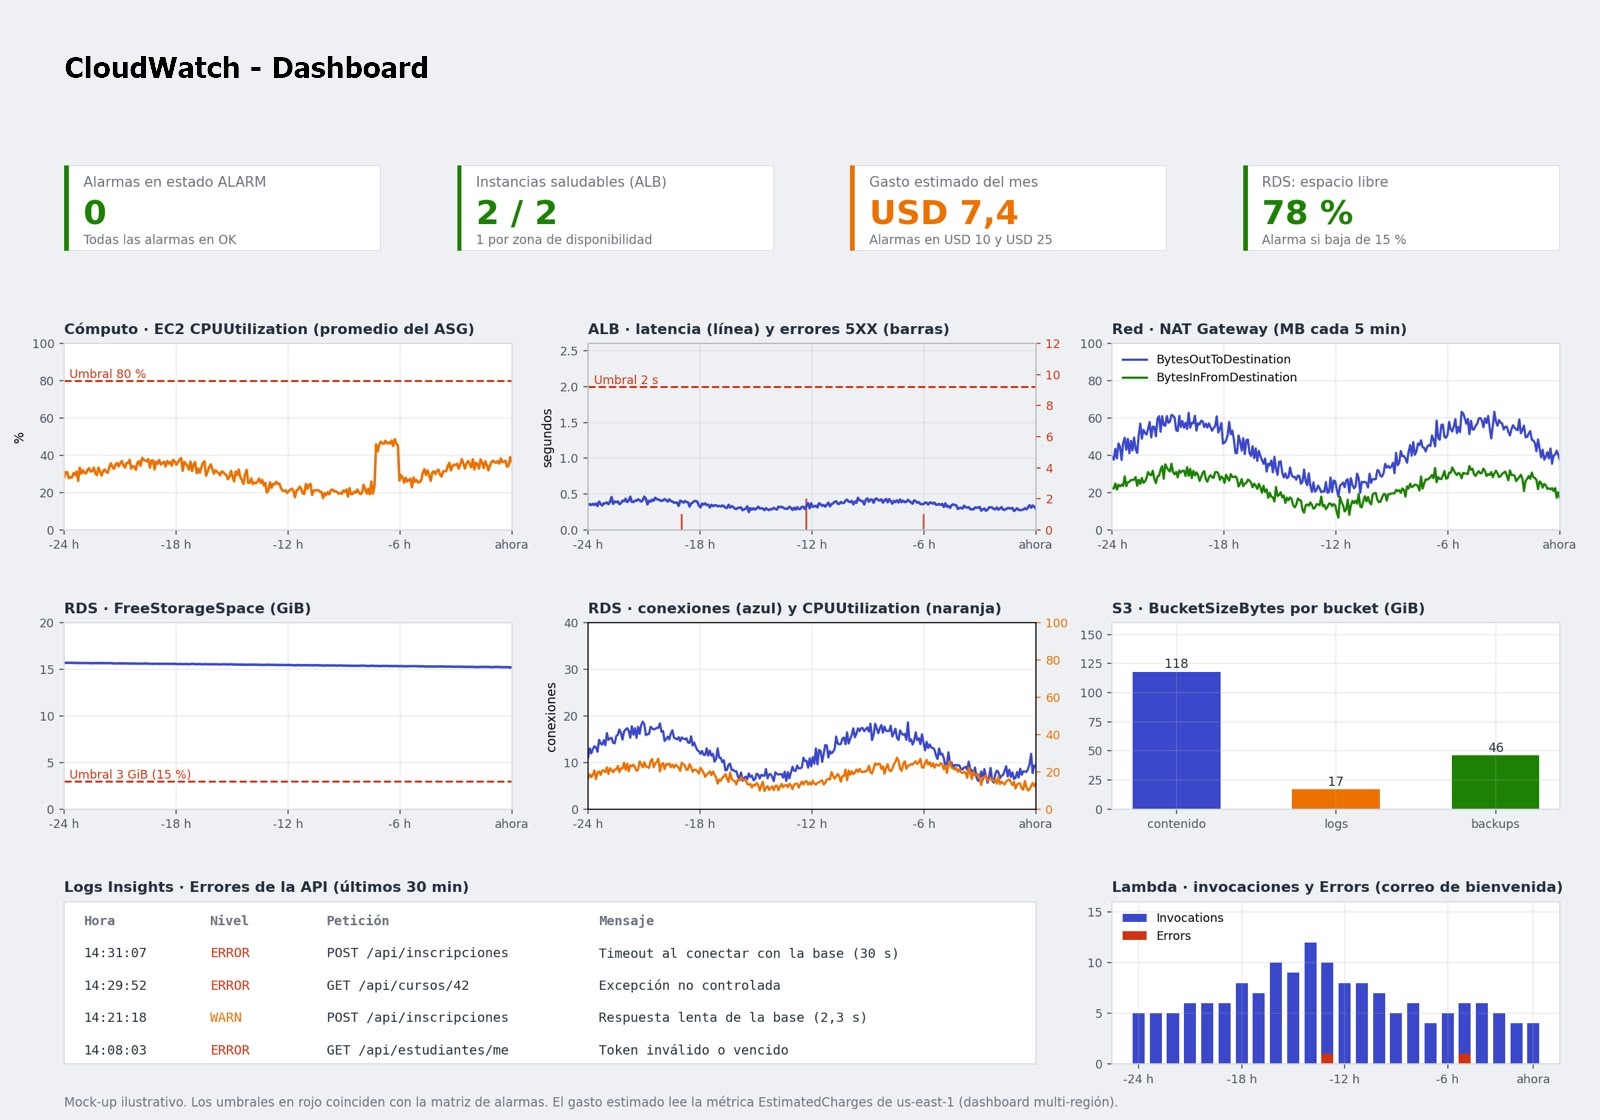 CloudWatch - Dashboard
Alarmas en estado ALARM
0
Todas las alarmas en OK
Instancias saludables (ALB)
2 / 2
1 por zona de disponibilidad
Gasto estimado del mes
USD 7,4
Alarmas en USD 10 y USD 25
RDS: espacio libre
78 %
Alarma si baja de 15 %
Cómputo · EC2 CPUUtilization (promedio del ASG)
100
80
60
40
20
0
%
Umbral 80 %
-24 h -18 h -12 h -6 h ahora
ALB · latencia (línea) y errores 5XX (barras)
2.5
2.0
1.5
1.0
0.5
0.0
segundos
Umbral 2 s
12
10
8
6
4
2
0
-24 h -18 h -12 h -6 h ahora
Red · NAT Gateway (MB cada 5 min)
100
80
60
40
20
0
BytesOutToDestination
BytesInFromDestination
-24 h -18 h -12 h -6 h ahora
RDS · FreeStorageSpace (GiB)
20
15
10
5
0
Umbral 3 GiB (15 %)
-24 h -18 h -12 h -6 h ahora
RDS · conexiones (azul) y CPUUtilization (naranja)
40
30
20
10
0
conexiones
100
80
60
40
20
0
-24 h -18 h -12 h -6 h ahora
S3 · BucketSizeBytes por bucket (GiB)
150
125
100
75
50
25
0
118
17
46
contenido logs backups
Logs Insights · Errores de la API (últimos 30 min)
Hora Nivel Petición Mensaje
14:31:07 ERROR POST /api/inscripciones Timeout al conectar con la base (30 s)
14:29:52 ERROR GET /api/cursos/42 Excepción no controlada
14:21:18 WARN POST /api/inscripciones Respuesta lenta de la base (2,3 s)
14:08:03 ERROR GET /api/estudiantes/me Token inválido o vencido
Lambda · invocaciones y Errors (correo de bienvenida)
15
10
5
0
Invocations
Errors
-24 h -18 h -12 h -6 h ahora
Mock-up ilustrativo. Los umbrales en rojo coinciden con la matriz de alarmas. El gasto estimado lee la métrica EstimatedCharges de us-east-1 (dashboard multi-región).